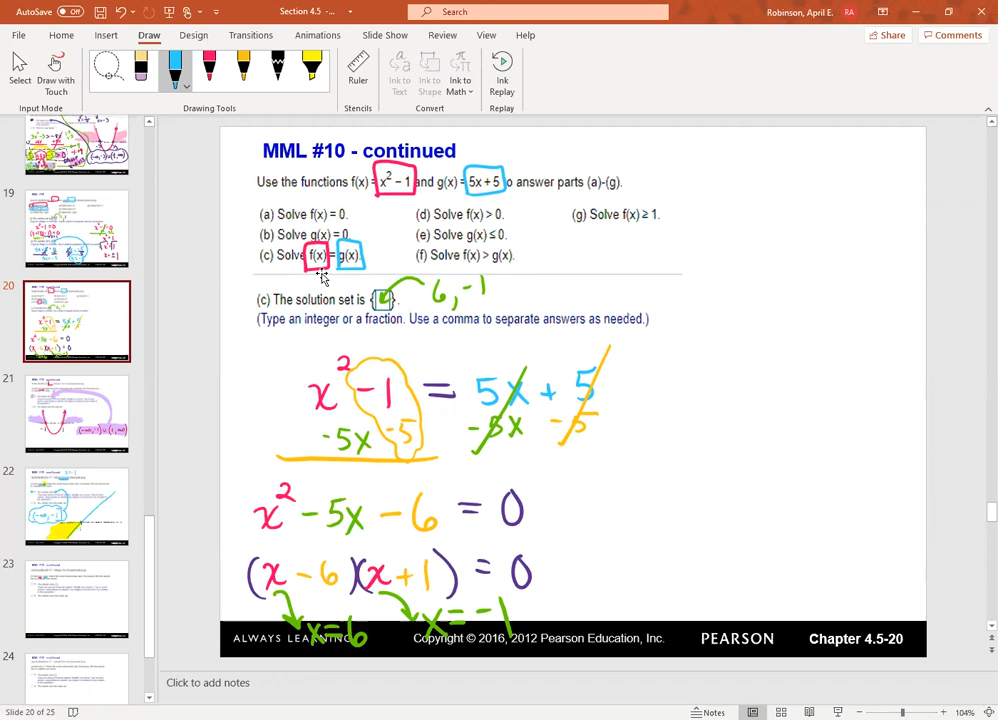 AutoSave Off
Section 4.5 -...
Search
Robinson, April E.
RA
File Home Insert Draw Design Transitions Animations Slide Show Review View Help
Share Comments
Select
Draw with Touch
Ruler
Ink to Text
Ink to Shape
Ink to Math
Ink Replay
Input Mode Drawing Tools Stencils Convert Replay
19
20
21
22
23
24
MML #10 - continued
Use the functions f(x) = x² − 1 and g(x) = 5x + 5 to answer parts (a)-(g).
(a) Solve f(x) = 0. (d) Solve f(x) > 0. (g) Solve f(x) ≥ 1.
(b) Solve g(x) = 0. (e) Solve g(x) ≤ 0.
(c) Solve f(x) = g(x). (f) Solve f(x) > g(x).
6, -1
(c) The solution set is { }.
(Type an integer or a fraction. Use a comma to separate answers as needed.)
x² - 1 = 5x + 5
-5x -5 -5x -5
x² - 5x - 6 = 0
(x - 6)(x + 1) = 0
x = 6 x = -1
ALWAYS LEARNING Copyright © 2016, 2012 Pearson Education, Inc. PEARSON Chapter 4.5-20
Click to add notes
Slide 20 of 25
Notes
104%